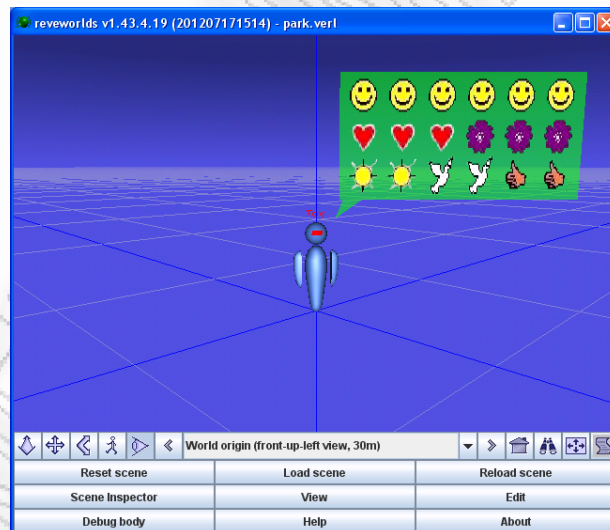 reveworlds v1.43.4.19 (201207171514) - park.verl
World origin (front-up-left view, 30m)
Reset scene
Load scene
Reload scene
Scene Inspector
View
Edit
Debug body
Help
About